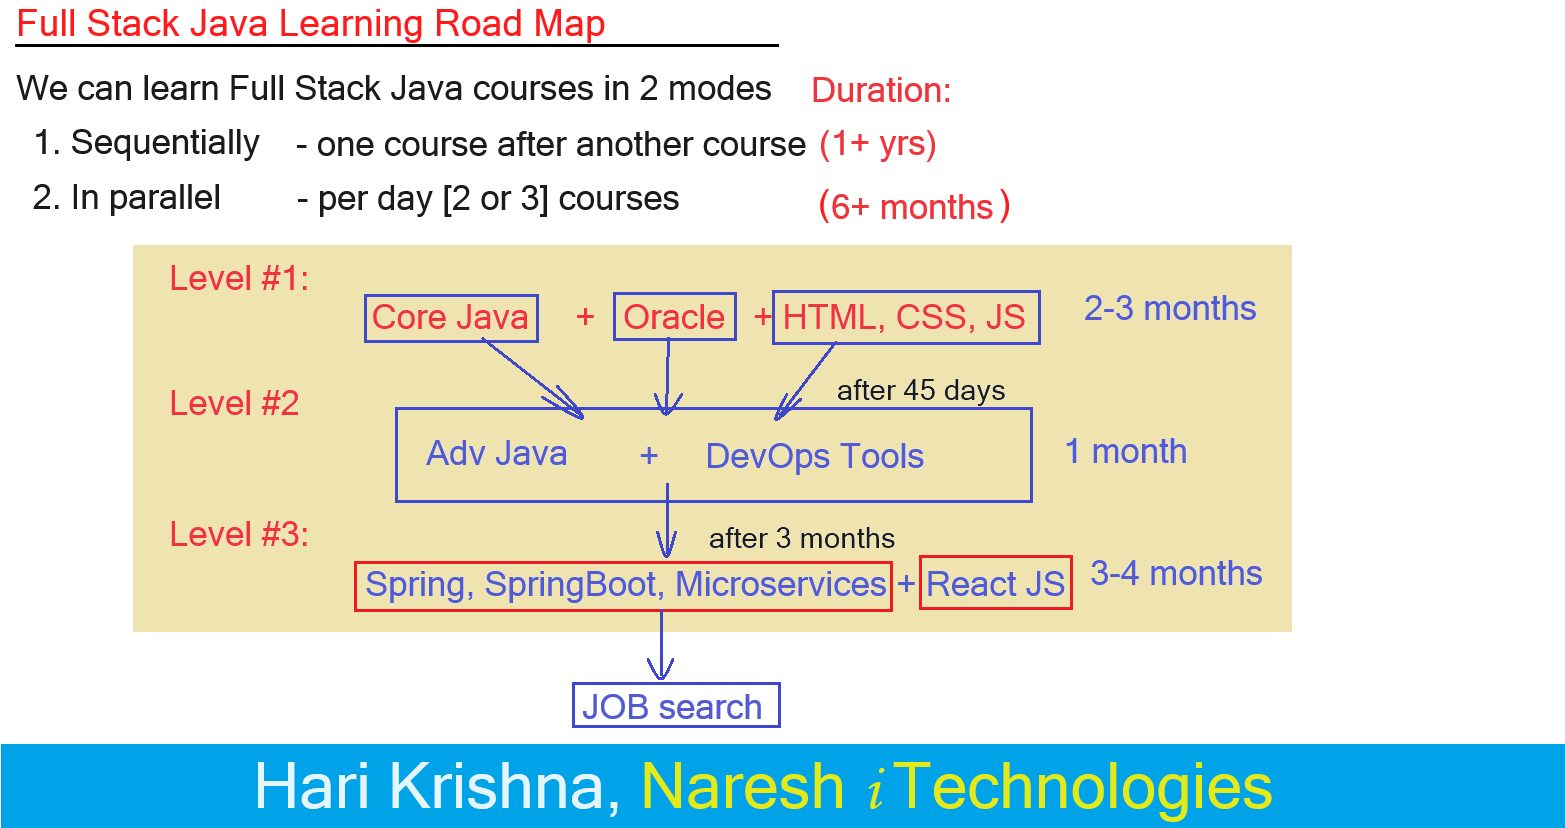 Full Stack Java Learning Road Map
We can learn Full Stack Java courses in 2 modes Duration:
1. Sequentially - one course after another course (1+ yrs)
2. In parallel - per day [2 or 3] courses (6+ months)
Level #1:
Core Java + Oracle + HTML, CSS, JS 2-3 months
after 45 days
Level #2
Adv Java + DevOps Tools 1 month
Level #3:
after 3 months
Spring, SpringBoot, Microservices + React JS 3-4 months
JOB search
Hari Krishna, Naresh i Technologies